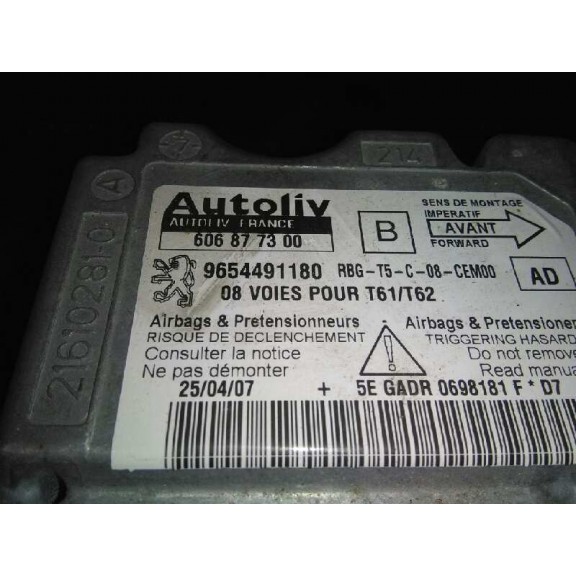 214
A
Autoliv
AUTOLIV FRANCE
606 87 73 00
B
SENS DE MONTAGE
IMPERATIF
AVANT
FORWARD
9654491180 RBG-T5-C-08-CEM00
AD
08 VOIES POUR T61/T62
Airbags & Pretensionneurs
RISQUE DE DECLENCHEMENT
Consulter la notice
Ne pas démonter
Airbags & Pretensioner
TRIGGERING HASARD
Do not remove
Read manua
25/04/07 + 5E GADR 0698181 F * D7